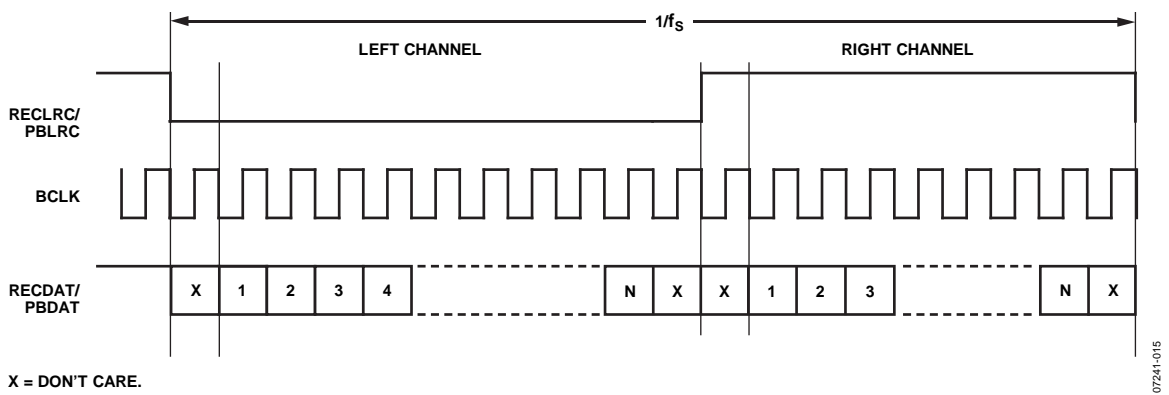 1/fS
LEFT CHANNEL RIGHT CHANNEL
RECLRC/
PBLRC
BCLK
RECDAT/
PBDAT
X 1 2 3 4 N X X 1 2 3 N X
X = DON'T CARE.
07241-015